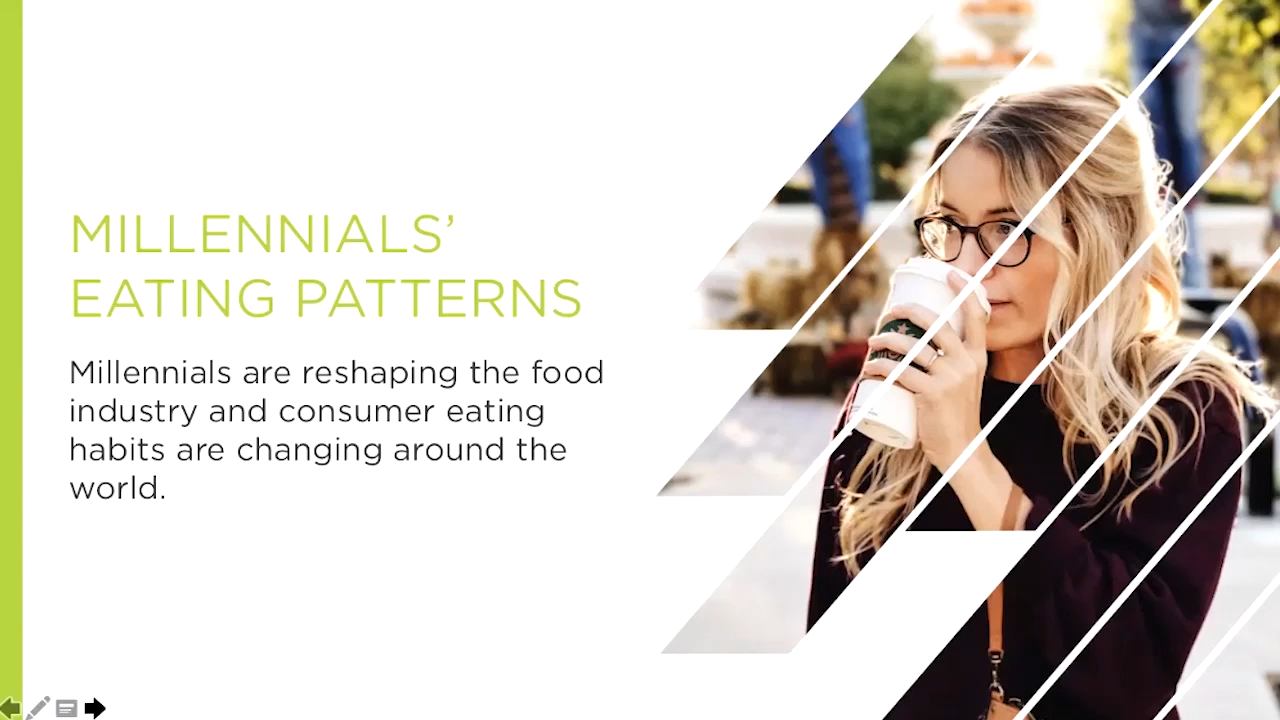 MILLENNIALS’
EATING PATTERNS
Millennials are reshaping the food
industry and consumer eating
habits are changing around the
world.